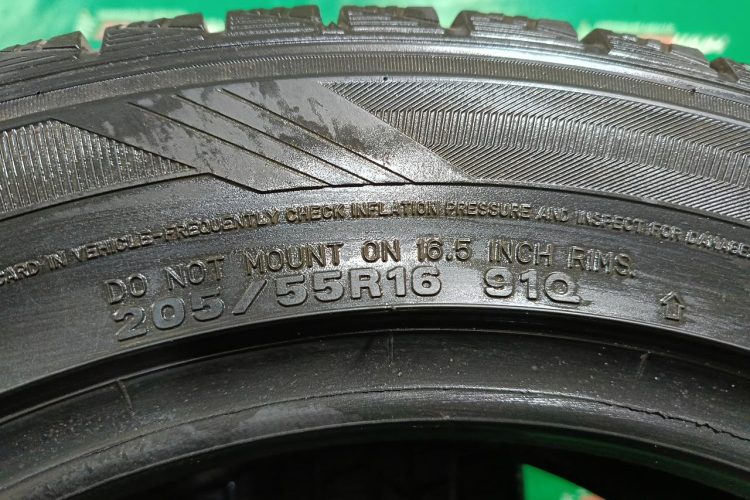 CARD IN VEHICLE-FREQUENTLY CHECK INFLATION PRESSURE AND INSPECT FOR DAMAGE
DO NOT MOUNT ON 16.5 INCH RIMS.
205/55R16 91Q